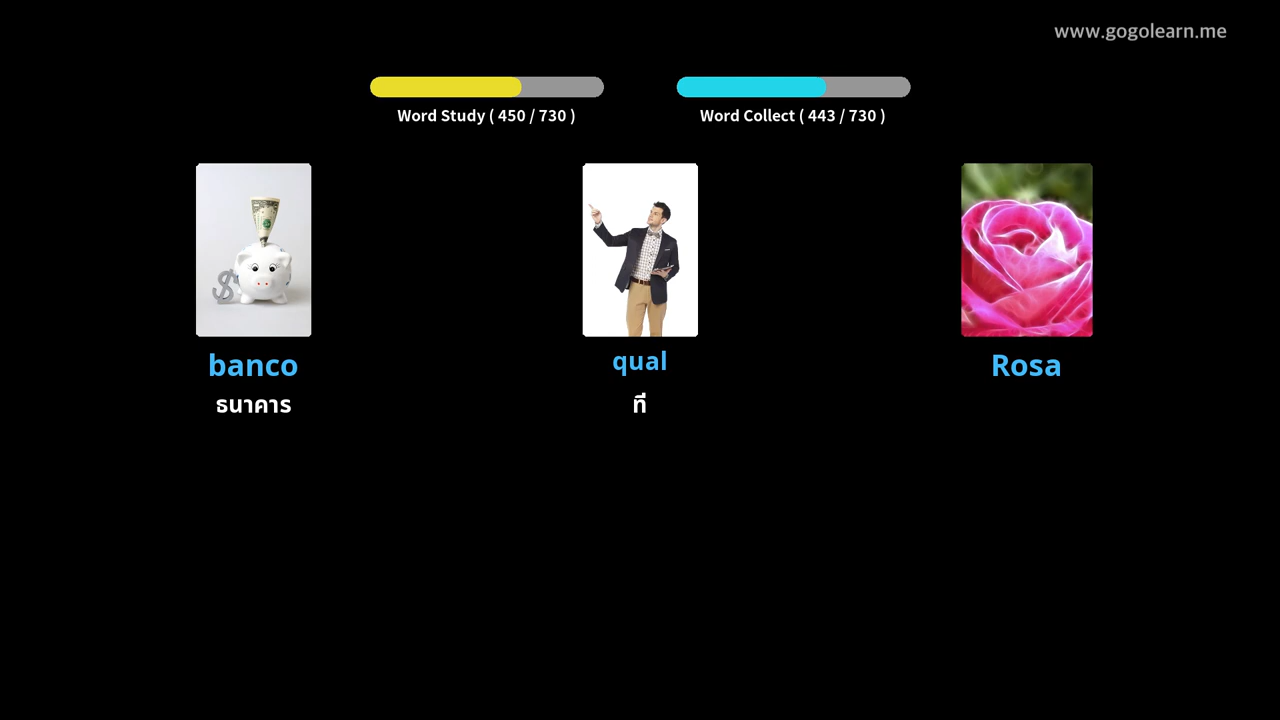 www.gogolearn.me
Word Study ( 450 / 730 )
Word Collect ( 443 / 730 )
banco
qual
Rosa
ธนาคาร
ที่